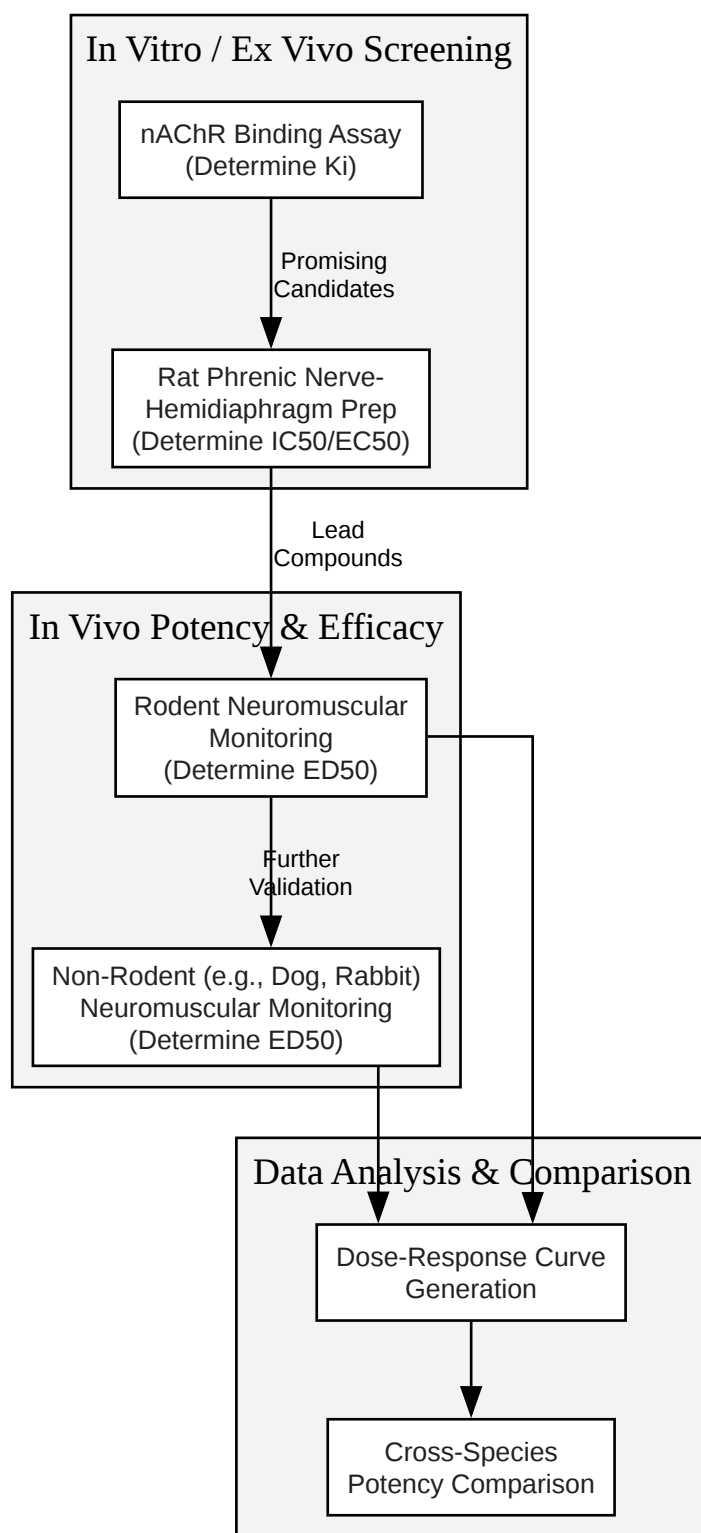 In Vitro / Ex Vivo Screening
nAChR Binding Assay
(Determine Ki)
Promising
Candidates
Rat Phrenic Nerve-
Hemidiaphragm Prep
(Determine IC50/EC50)
Lead
Compounds
In Vivo Potency & Efficacy
Rodent Neuromuscular
Monitoring
(Determine ED50)
Further
Validation
Non-Rodent (e.g., Dog, Rabbit)
Neuromuscular Monitoring
(Determine ED50)
Data Analysis & Comparison
Dose-Response Curve
Generation
Cross-Species
Potency Comparison